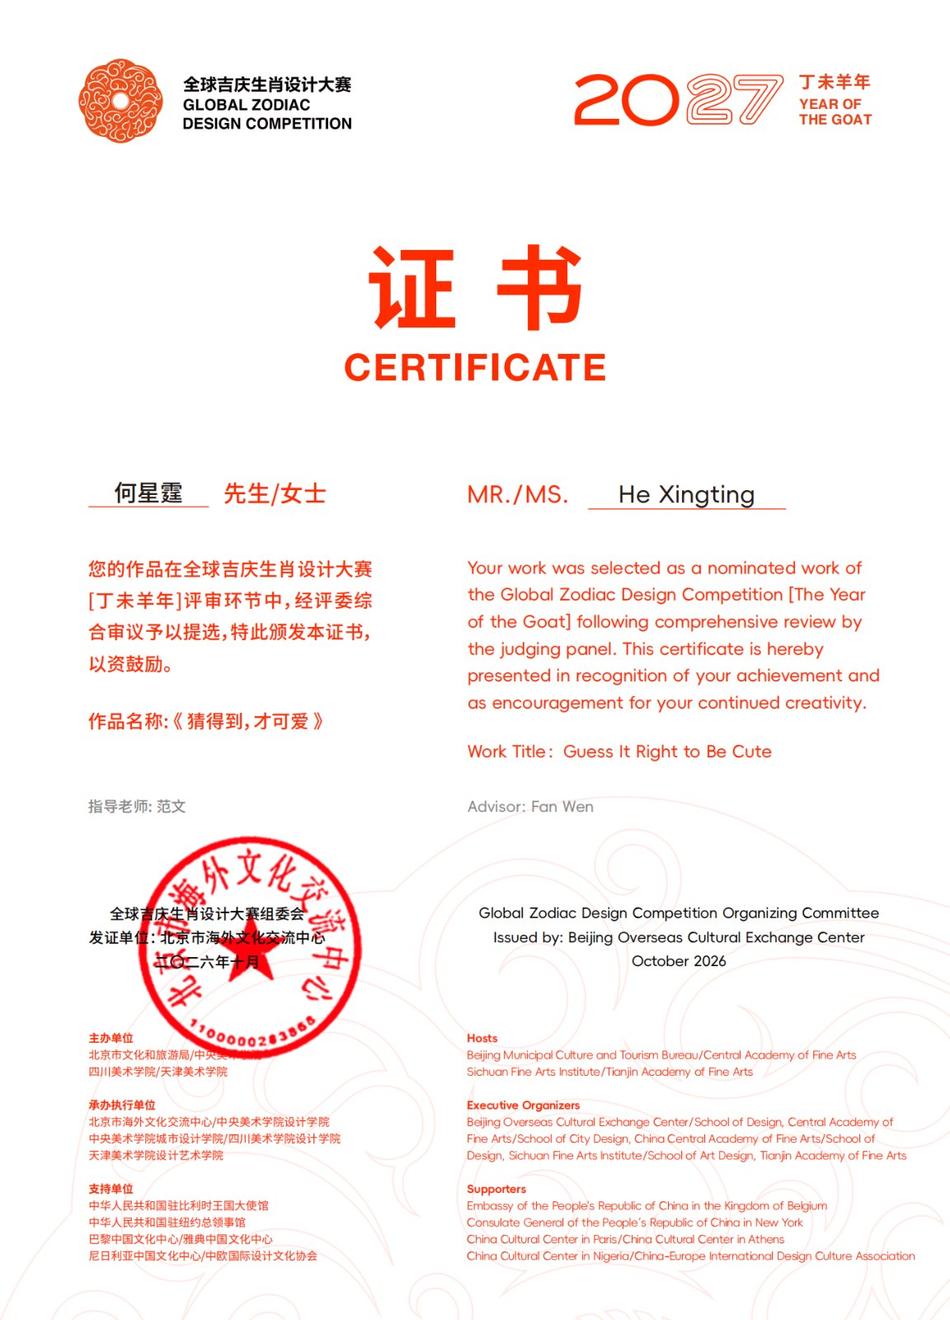 全球吉庆生肖设计大赛
GLOBAL ZODIAC
DESIGN COMPETITION
2027
丁未羊年
YEAR OF
THE GOAT
证书
CERTIFICATE
何星霆 先生/女士
您的作品在全球吉庆生肖设计大赛
[丁未羊年]评审环节中,经评委综
合审议予以提选,特此颁发本证书,
以资鼓励。
作品名称:《 猜得到,才可爱 》
指导老师: 范文
全球吉庆生肖设计大赛组委会
发证单位: 北京市海外文化交流中心
二〇二六年十月
北京市海外文化交流中心
1100000283868
主办单位
北京市文化和旅游局/中央美术学院
四川美术学院/天津美术学院
承办执行单位
北京市海外文化交流中心/中央美术学院设计学院
中央美术学院城市设计学院/四川美术学院设计学院
天津美术学院设计艺术学院
支持单位
中华人民共和国驻比利时王国大使馆
中华人民共和国驻纽约总领事馆
巴黎中国文化中心/雅典中国文化中心
尼日利亚中国文化中心/中欧国际设计文化协会
MR./MS. He Xingting
Your work was selected as a nominated work of
the Global Zodiac Design Competition [The Year
of the Goat] following comprehensive review by
the judging panel. This certificate is hereby
presented in recognition of your achievement and
as encouragement for your continued creativity.
Work Title: Guess It Right to Be Cute
Advisor: Fan Wen
Global Zodiac Design Competition Organizing Committee
Issued by: Beijing Overseas Cultural Exchange Center
October 2026
Hosts
Beijing Municipal Culture and Tourism Bureau/Central Academy of Fine Arts
Sichuan Fine Arts Institute/Tianjin Academy of Fine Arts
Executive Organizers
Beijing Overseas Cultural Exchange Center/School of Design, Central Academy of
Fine Arts/School of City Design, China Central Academy of Fine Arts/School of
Design, Sichuan Fine Arts Institute/School of Art Design, Tianjin Academy of Fine Arts
Supporters
Embassy of the People's Republic of China in the Kingdom of Belgium
Consulate General of the People's Republic of China in New York
China Cultural Center in Paris/China Cultural Center in Athens
China Cultural Center in Nigeria/China-Europe International Design Culture Association